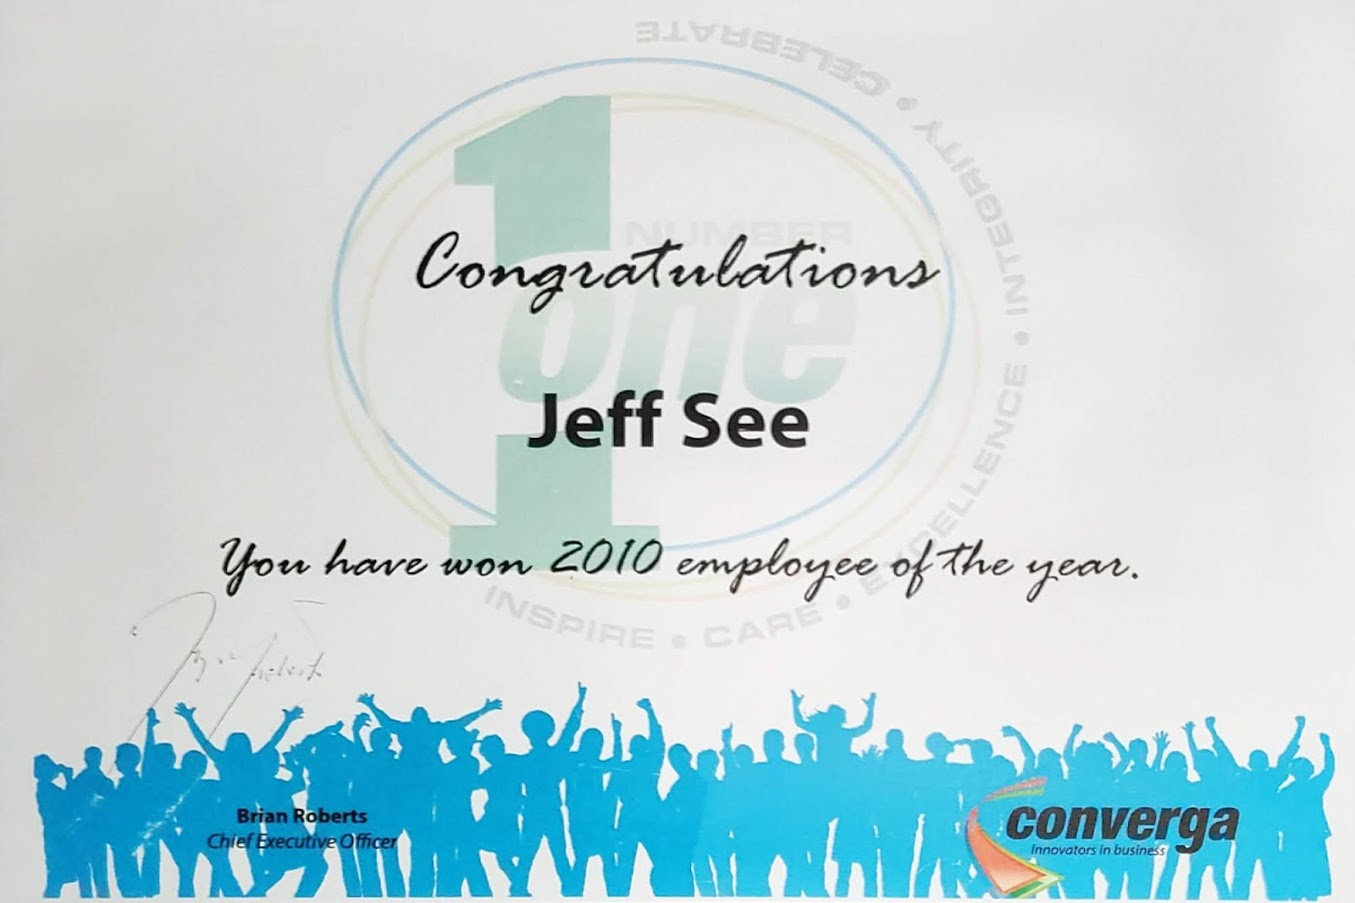 CELEBRATE • INTEGRITY • EXCELLENCE • CARE • INSPIRE
1
NUMBER
one
Congratulations
Jeff See
You have won 2010 employee of the year.
Brian Roberts
Chief Executive Officer
converga
Innovators in business